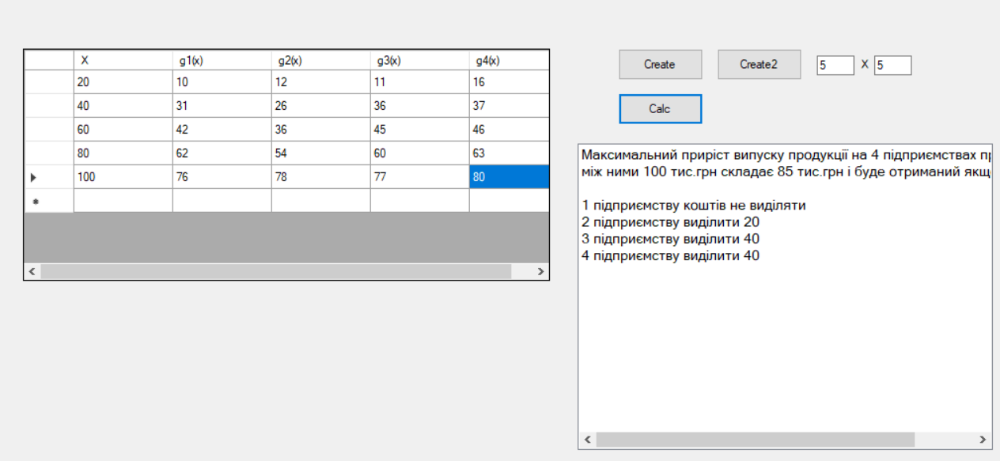 X g1(x) g2(x) g3(x) g4(x)
20 10 12 11 16
40 31 26 36 37
60 42 36 45 46
80 62 54 60 63
100 76 78 77 80
Create Create2 5 X 5
Calc
Максимальний приріст випуску продукції на 4 підприємствах
між ними 100 тис.грн складає 85 тис.грн і буде отриманий
1 підприємству коштів не виділяти
2 підприємству виділити 20
3 підприємству виділити 40
4 підприємству виділити 40